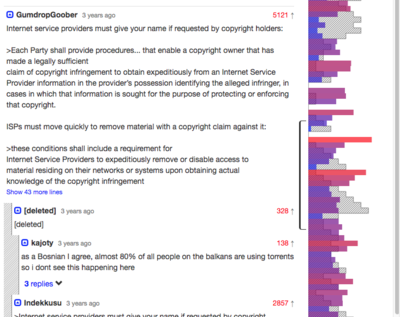 GumdropGoober 3 years ago 5121 ↑
Internet service providers must give your name if requested by copyright holders:
>Each Party shall provide procedures... that enable a copyright owner that has
made a legally sufficient
claim of copyright infringement to obtain expeditiously from an Internet Service
Provider information in the provider's possession identifying the alleged infringer, in
cases in which that information is sought for the purpose of protecting or enforcing
that copyright.
ISPs must move quickly to remove material with a copyright claim against it:
>these conditions shall include a requirement for
Internet Service Providers to expeditiously remove or disable access to
material residing on their networks or systems upon obtaining actual
knowledge of the copyright infringement
Show 43 more lines
[deleted] 3 years ago 328 ↑
[deleted]
kajoty 3 years ago 138 ↑
as a Bosnian I agree, almost 80% of all people on the balkans are using torrents
so i dont see this happening here
3 replies
Indekkusu 3 years ago 2857 ↑
>Internet service providers must give your name if requested by copyright